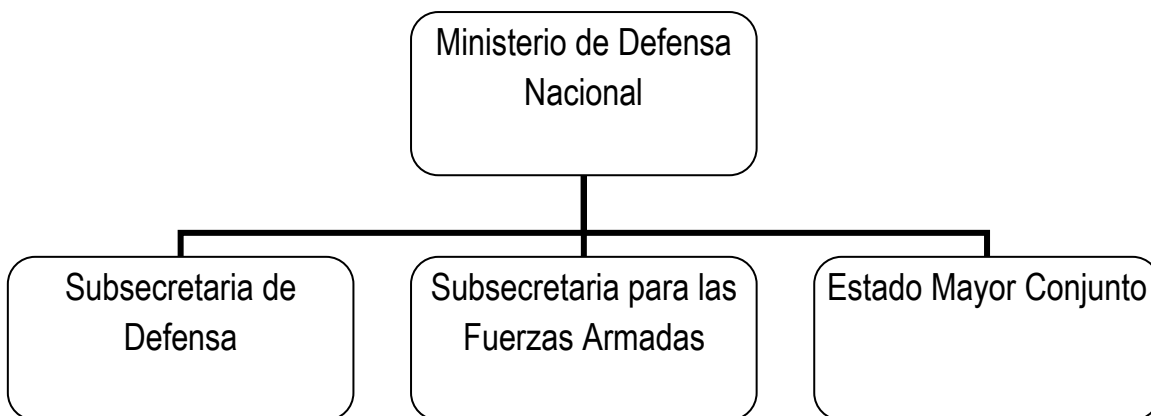 Ministerio de Defensa
Nacional
Subsecretaria de
Defensa
Subsecretaria para las
Fuerzas Armadas
Estado Mayor Conjunto